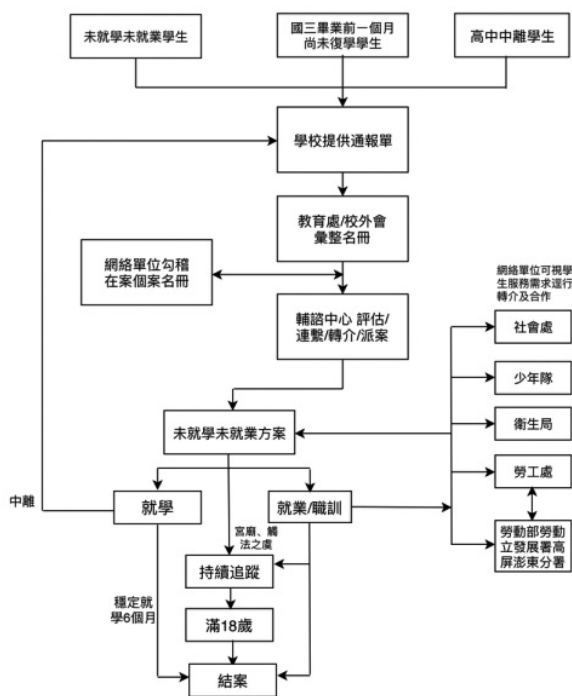 未就學未就業學生
國三畢業前一個月
尚未復學學生
高中中離學生
學校提供通報單
教育處/校外會
彙整名冊
網絡單位勾稽
在案個案名冊
網絡單位可視學
生服務需求逕行
轉介及合作
輔諮中心 評估/
連繫/轉介/派案
社會處
少年隊
未就學未就業方案
衛生局
勞工處
中離
就學
就業/職訓
宮廟、觸
法之虞
勞動部勞動
立發展署高
屏澎東分署
持續追蹤
穩定就
學6個月
滿18歲
結案